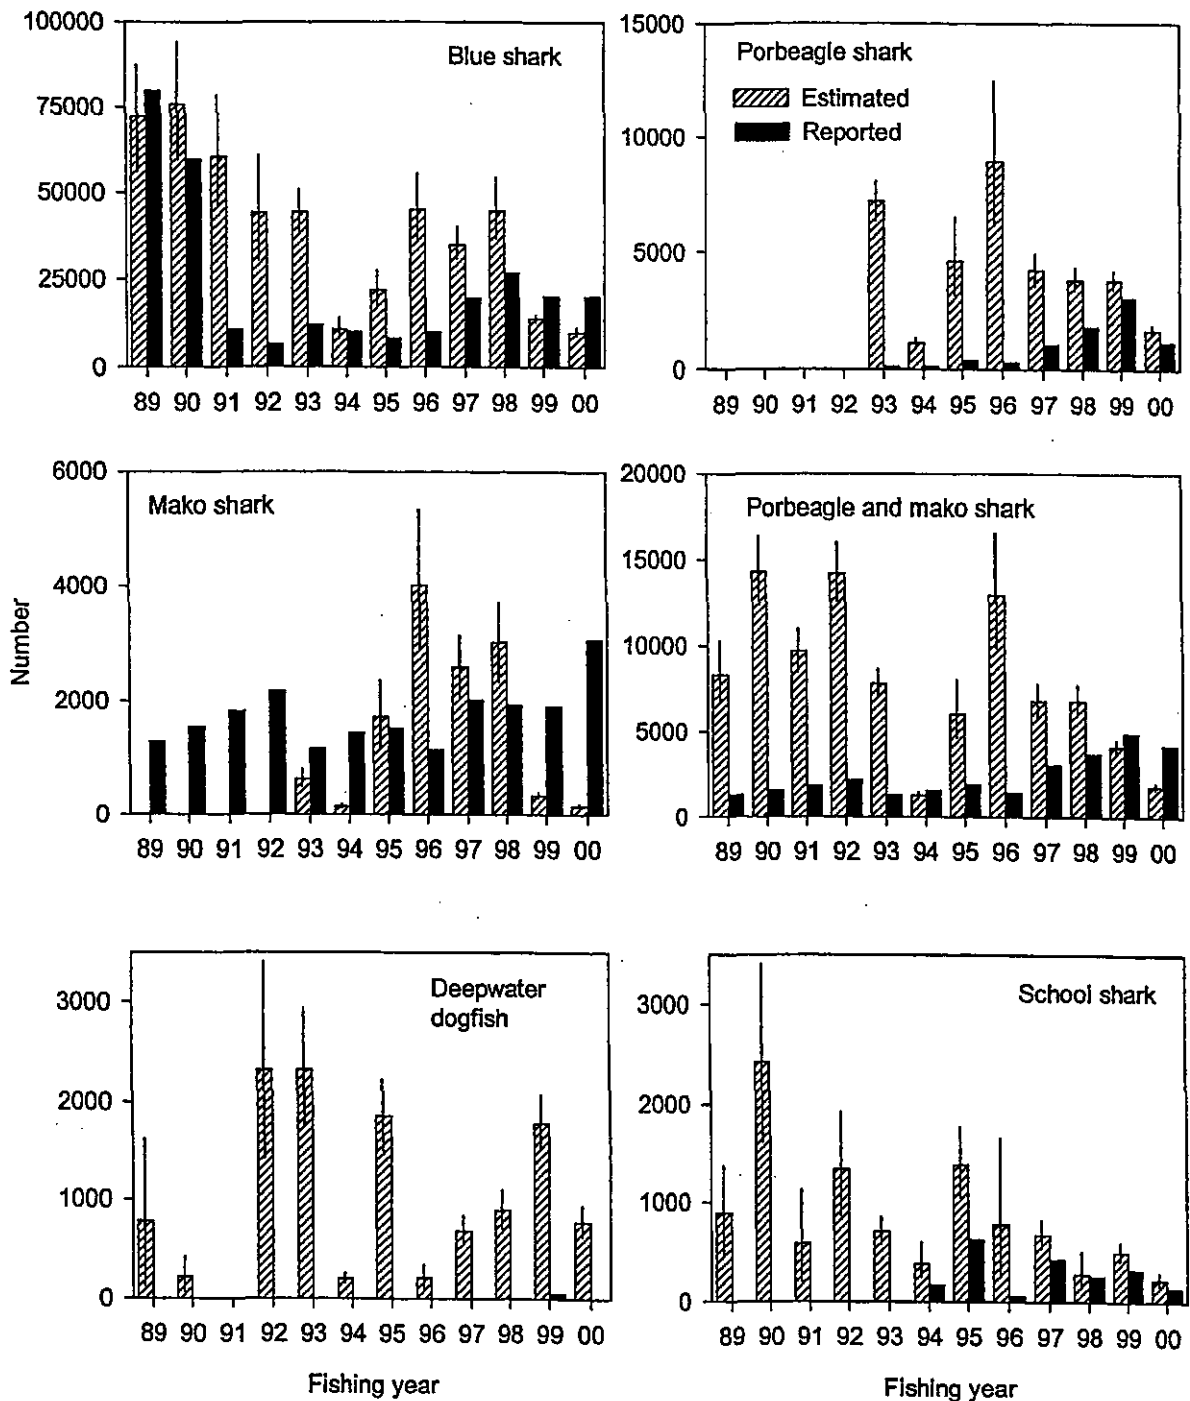 100000
75000
50000
25000
0
Blue shark
89 90 91 92 93 94 95 96 97 98 99 00
15000
10000
5000
0
Porbeagle shark
Estimated
Reported
89 90 91 92 93 94 95 96 97 98 99 00
Number
6000
4000
2000
0
Mako shark
89 90 91 92 93 94 95 96 97 98 99 00
20000
15000
10000
5000
0
Porbeagle and mako shark
89 90 91 92 93 94 95 96 97 98 99 00
3000
2000
1000
0
Deepwater
dogfish
89 90 91 92 93 94 95 96 97 98 99 00
Fishing year
3000
2000
1000
0
School shark
89 90 91 92 93 94 95 96 97 98 99 00
Fishing year